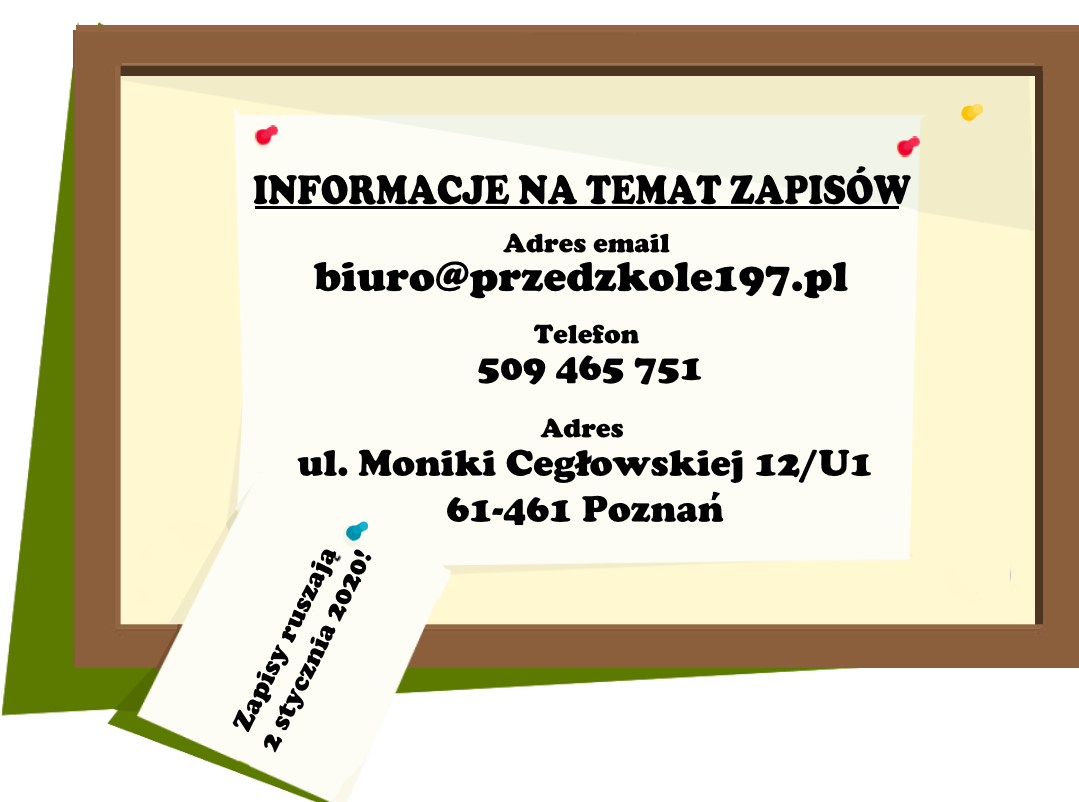 INFORMACJE NA TEMAT ZAPISÓW
Adres email
biuro@przedzkole197.pl
Telefon
509 465 751
Adres
ul. Moniki Cegłowskiej 12/U1
61-461 Poznań
Zapisy ruszają
2 stycznia 2020!